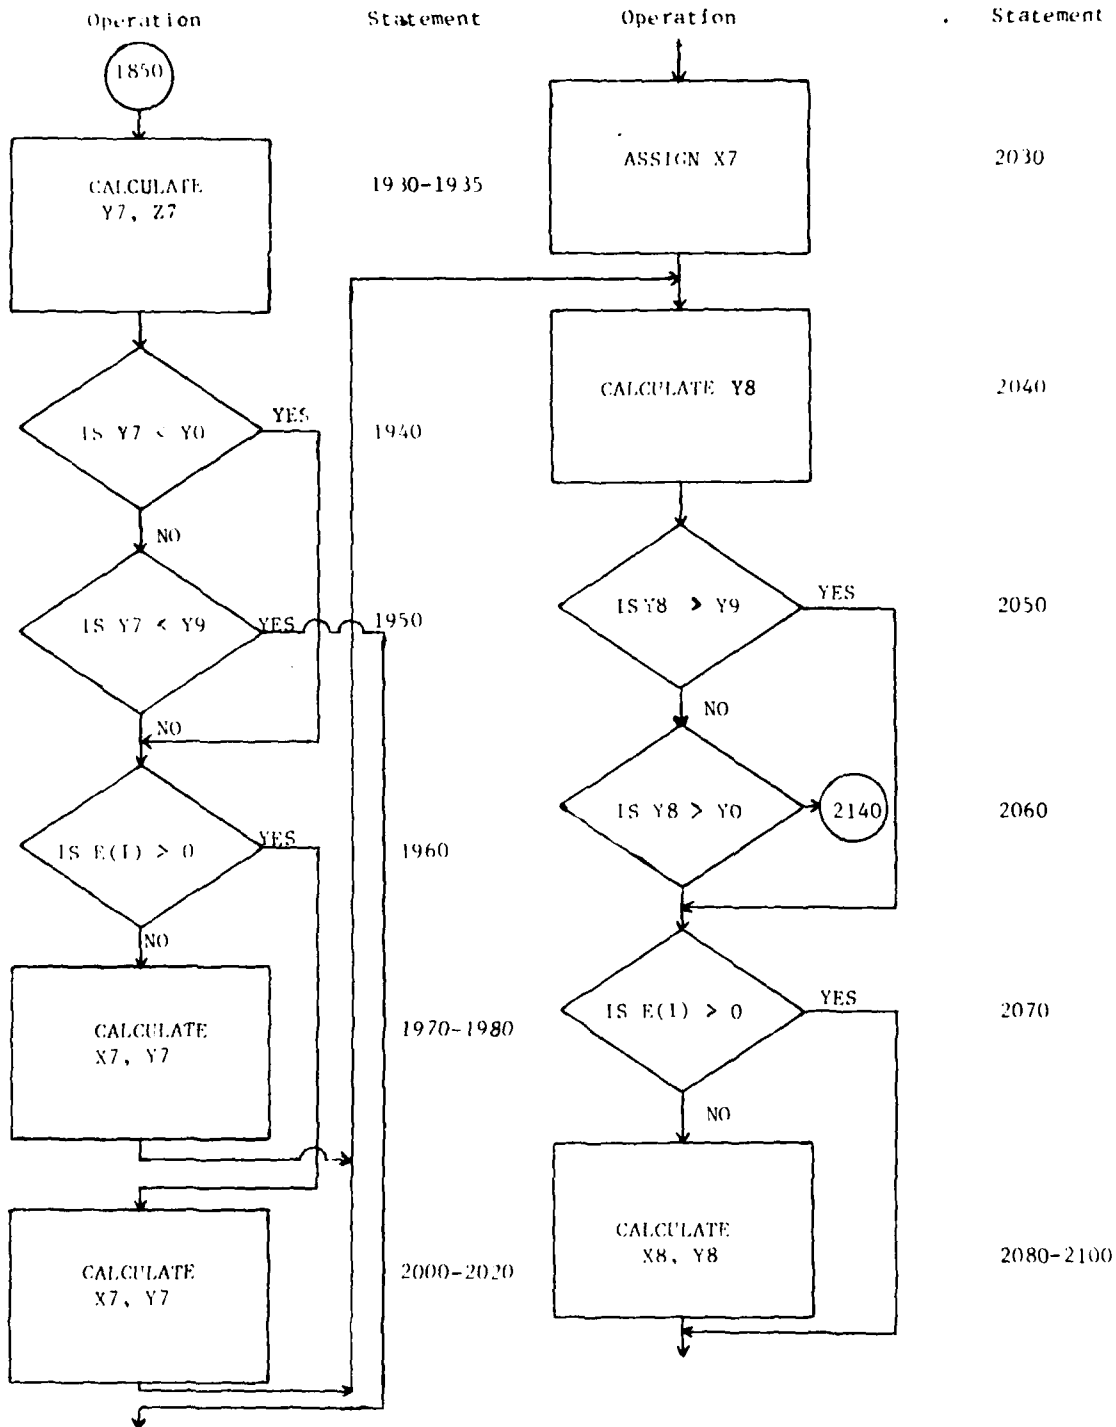 Operation Statement Operation . Statement
1850
CALCULATE
Y7, Z7
1930-1935
IS Y7 < Y0
YES
1940
NO
IS Y7 < Y9
YES
1950
NO
IS E(I) > 0
YES
1960
NO
CALCULATE
X7, Y7
1970-1980
CALCULATE
X7, Y7
2000-2020
ASSIGN X7
2030
CALCULATE Y8
2040
IS Y8 > Y9
YES
2050
NO
IS Y8 > Y0
2140
2060
IS E(I) > 0
YES
2070
NO
CALCULATE
X8, Y8
2080-2100